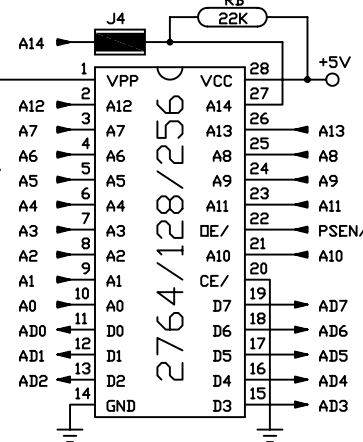 RB
J4
22K
A14
+5V
1 VPP VCC 28
2 A14 27
A12 A12
3 A13 26 A13
A7 A7
4 A8 25 A8
A6 A6
5 A9 24 A9
A5 A5
6 A11 23 A11
A4 A4
7 OE/ 22 PSEN/
A3 A3
8 A10 21 A10
A2 A2
9 CE/ 20
A1 A1
10 D7 19 AD7
A0 A0
11 D6 18 AD6
AD0 D0
12 D5 17 AD5
AD1 D1
13 D4 16 AD4
AD2 D2
14 GND D3 15 AD3
2764/128/256